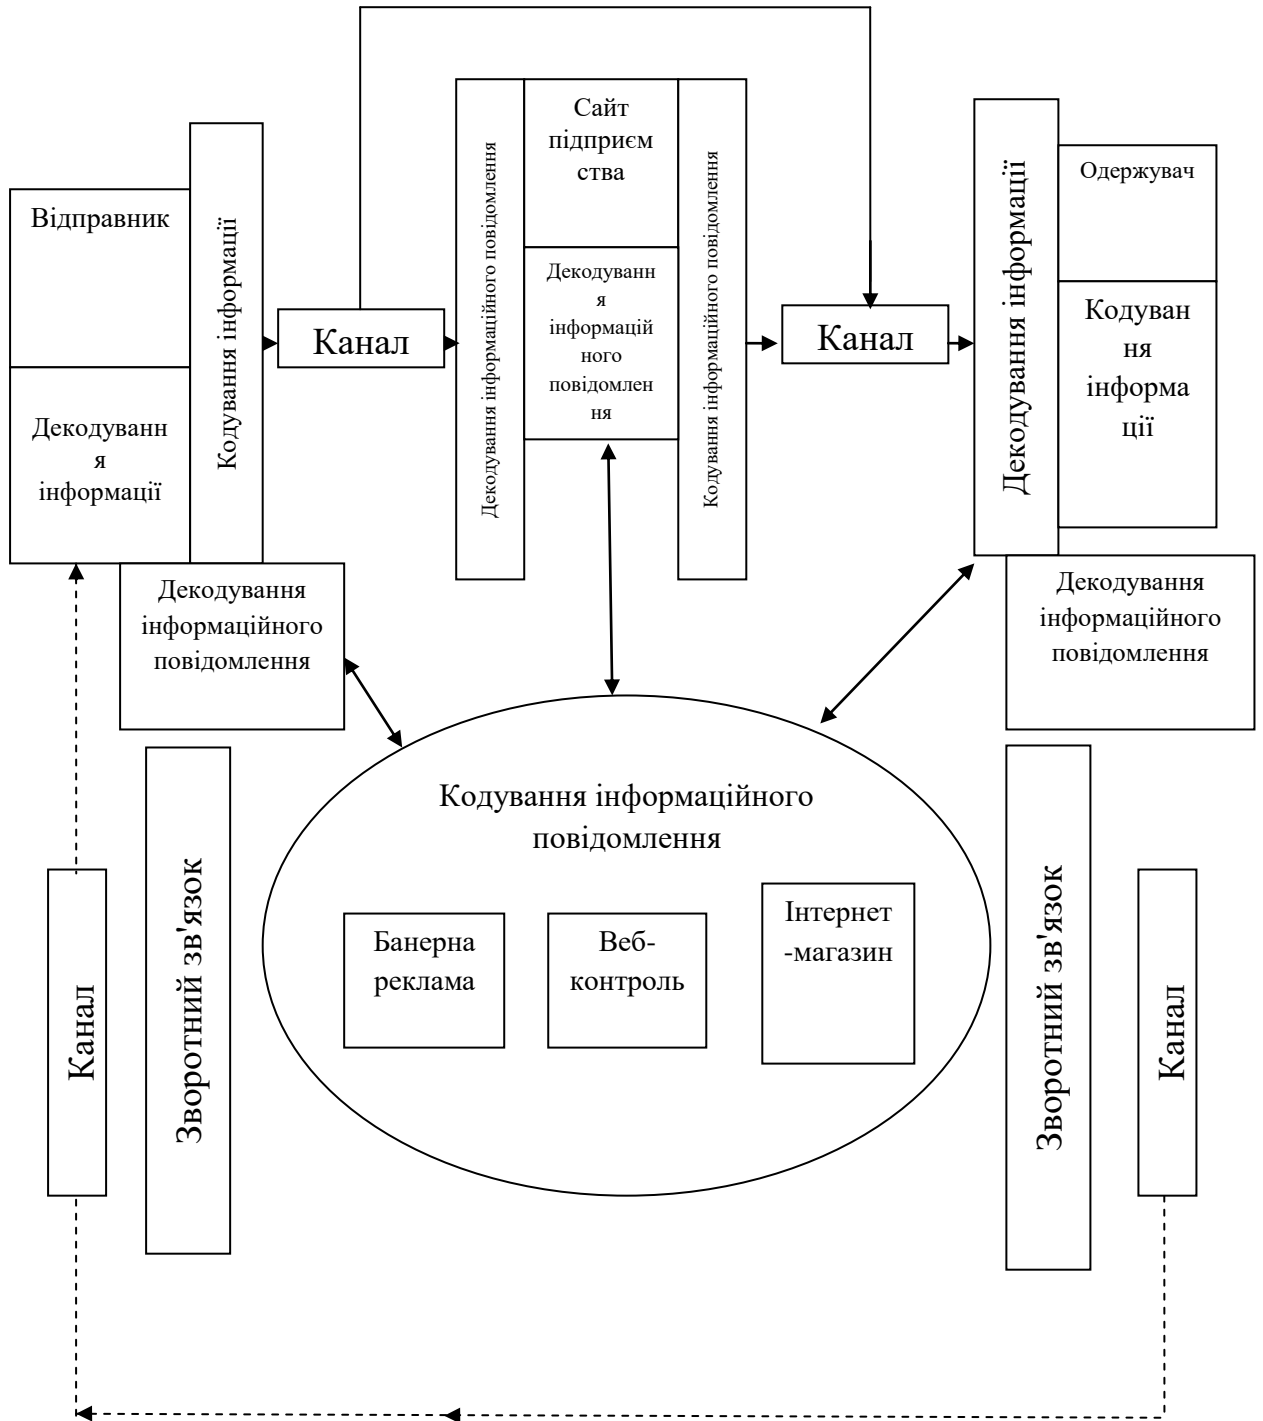 Сайт
підприєм
ства
Відправник
Кодування інформації
Декодування інформаційного повідомлення
Кодування інформаційного повідомлення
Декодування інформації
Одержувач
Декодуванн
я
інформацій
ного
повідомлен
ня
Канал
Канал
Кодуван
ня
інформа
ції
Декодуванн
я
інформації
Декодування
інформаційного
повідомлення
Декодування
інформаційного
повідомлення
Кодування інформаційного
повідомлення
Банерна
реклама
Веб-
контроль
Інтернет
-магазин
Канал
Зворотний зв'язок
Зворотний зв'язок
Канал